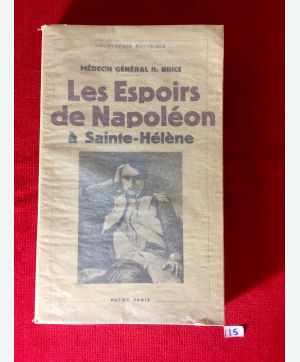 BIBLIOTHÈQUE HISTORIQUE
MÉDECIN GÉNÉRAL R. BRICE
Les Espoirs
de Napoléon
à Sainte-Hélène
PAYOT, PARIS
115